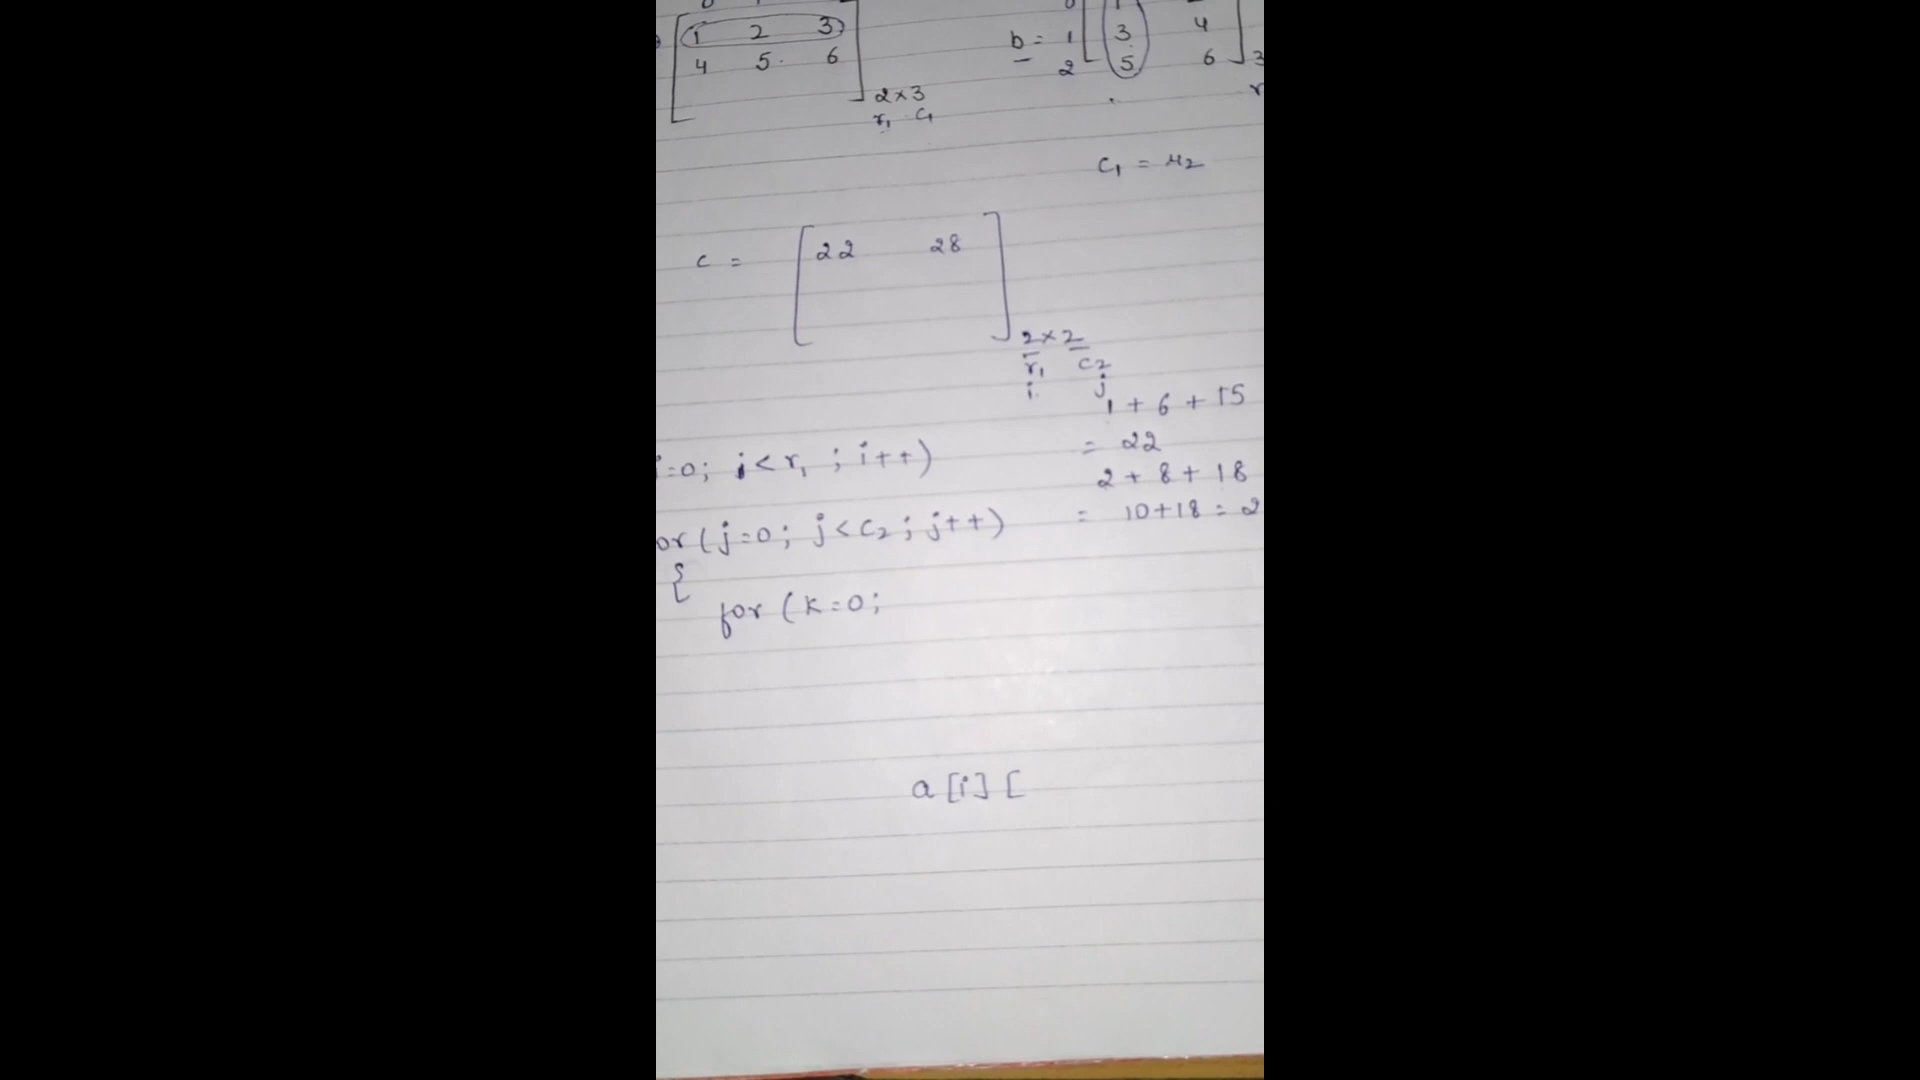 1 2 3
4 5 6
2×3
r₁ c₁
b = 1
2
3 4
5 6
3
c₁ = r₂
c = 22 28
2×2
r₁ c₂
i j
1 + 6 + 15
= 22
2 + 8 + 18
= 10+18 = 2
i=0; i<r₁ ; i++)
or (j=0; j<c₂; j++)
{
for (k=0;
a[i] [